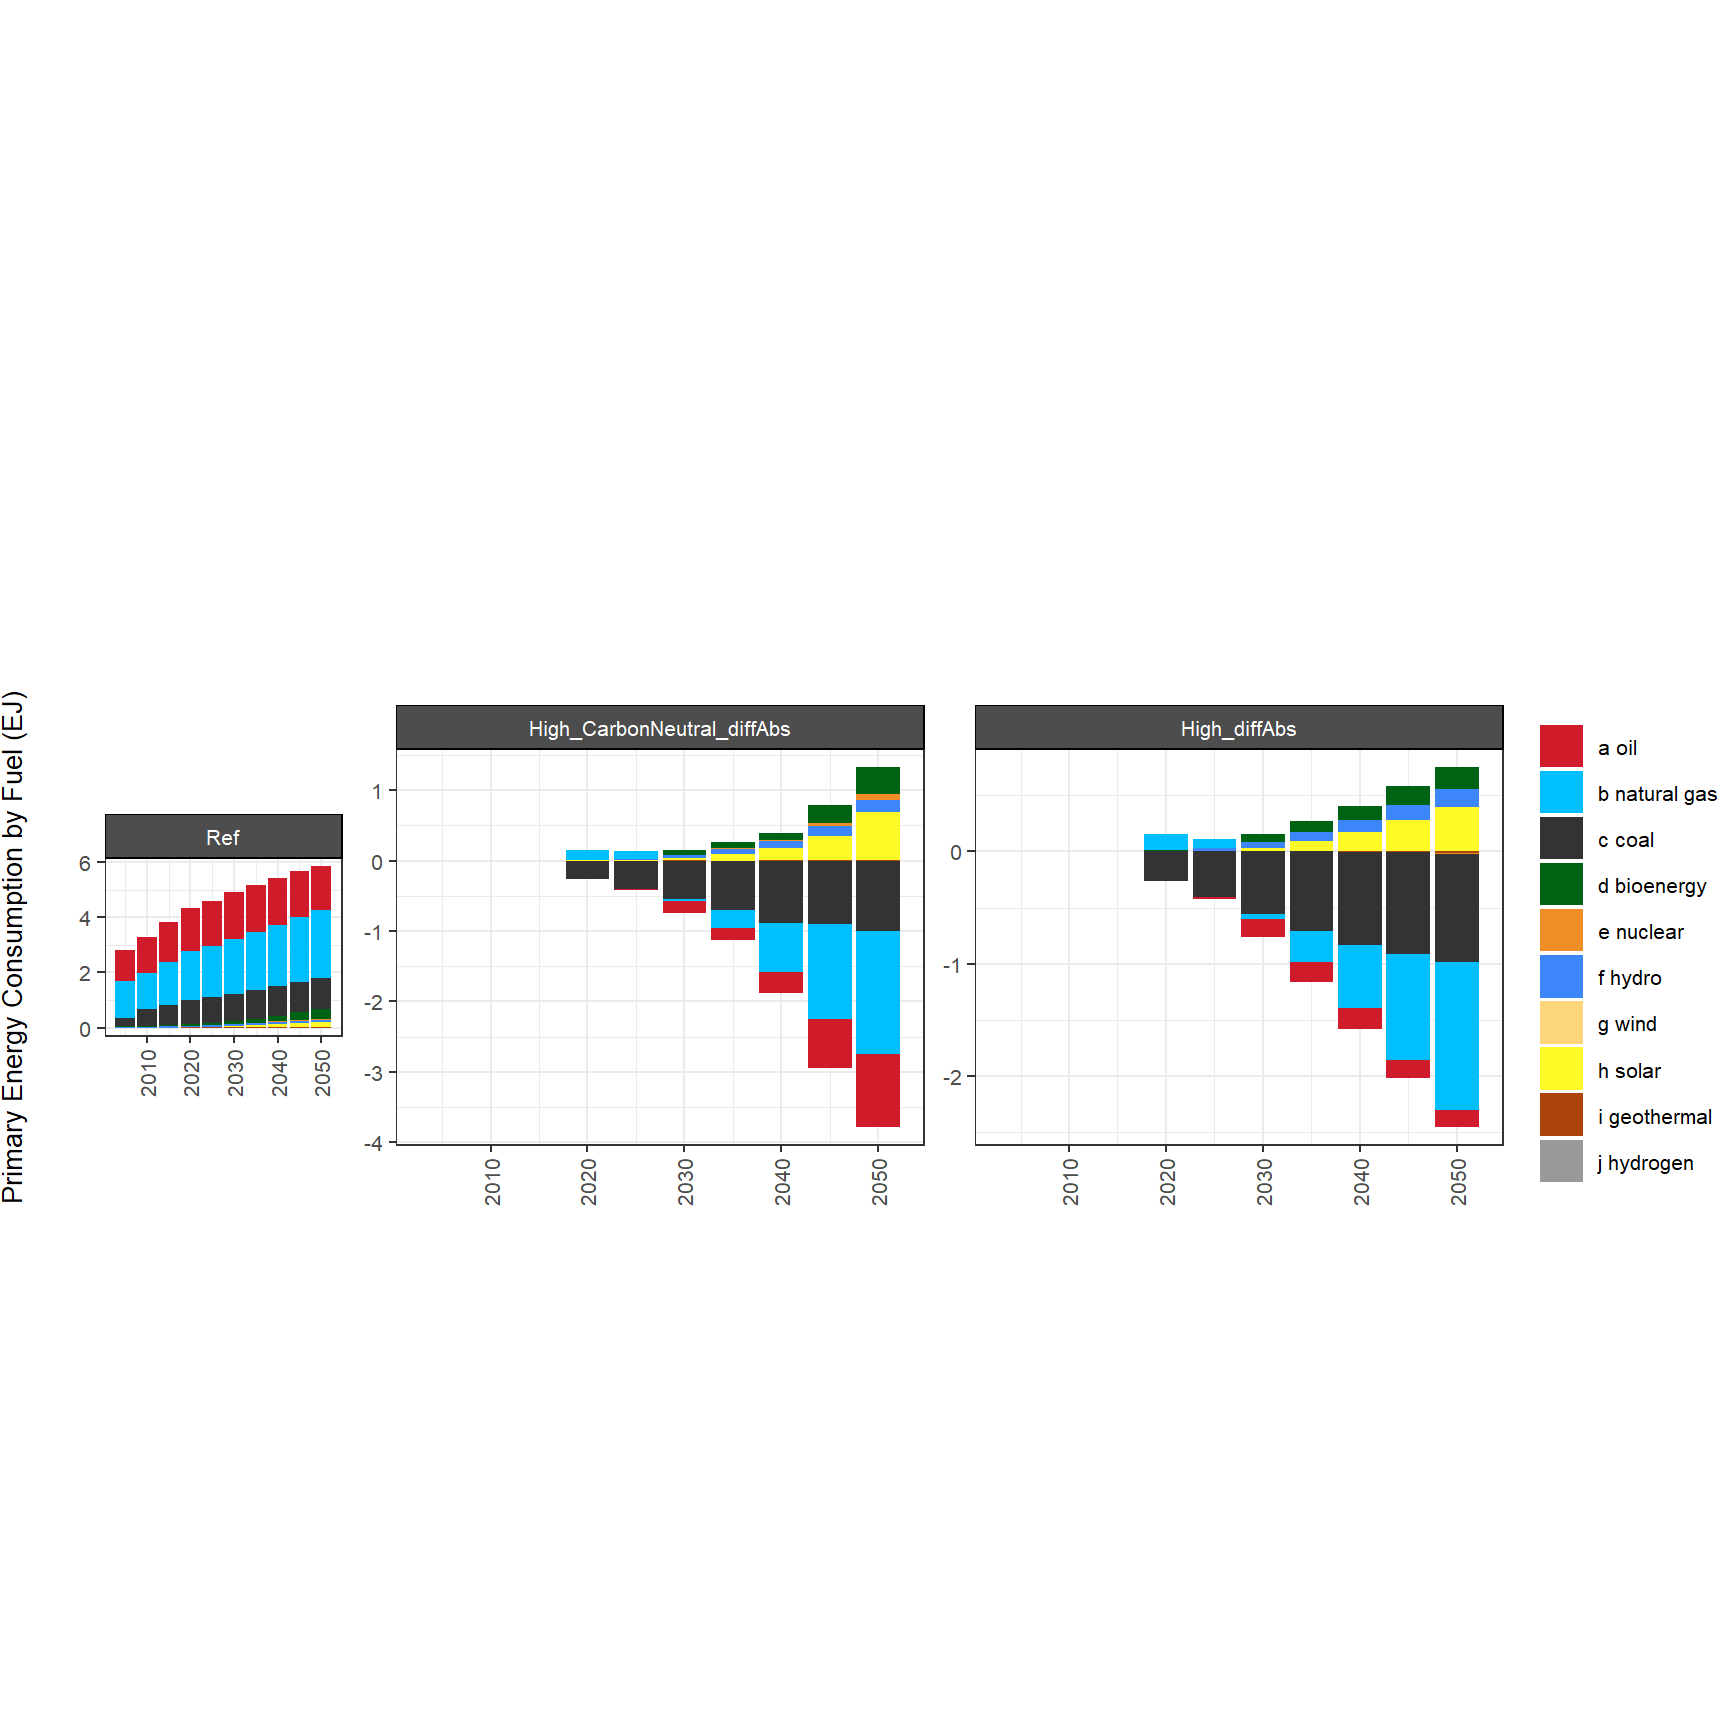 Primary Energy Consumption by Fuel (EJ)
Ref
6
4
2
0
2010
2020
2030
2040
2050
High_CarbonNeutral_diffAbs
1
0
-1
-2
-3
-4
2010
2020
2030
2040
2050
High_diffAbs
0
-1
-2
2010
2020
2030
2040
2050
a oil
b natural gas
c coal
d bioenergy
e nuclear
f hydro
g wind
h solar
i geothermal
j hydrogen